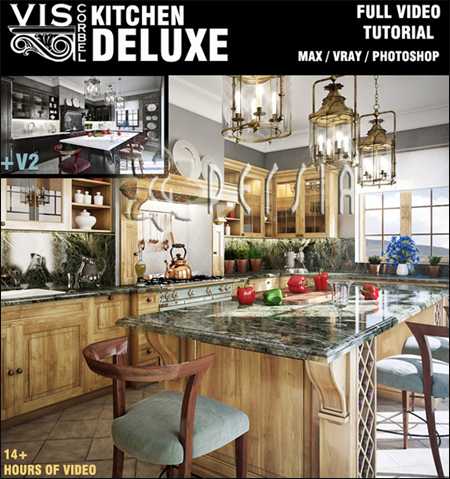 VIS
CORBEL
KITCHEN
DELUXE
FULL VIDEO
TUTORIAL
MAX / VRAY / PHOTOSHOP
+V2
14+
HOURS OF VIDEO